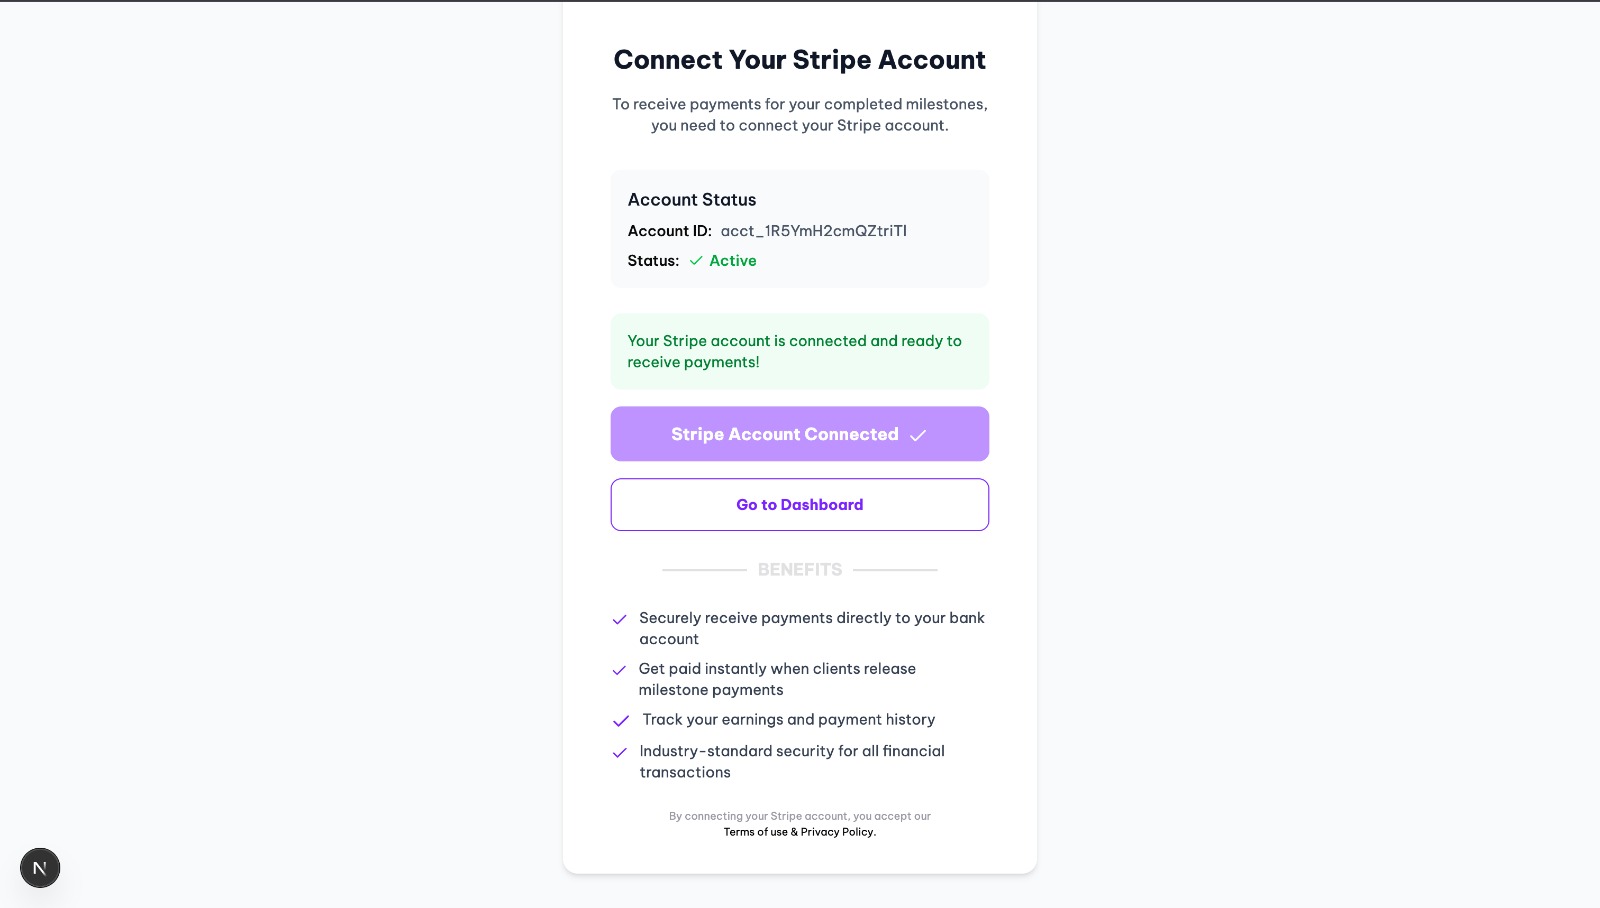 Connect Your Stripe Account
To receive payments for your completed milestones,
you need to connect your Stripe account.
Account Status
Account ID: acct_1R5YmH2cmQZtriTI
Status: ✓ Active
Your Stripe account is connected and ready to
receive payments!
Stripe Account Connected ✓
Go to Dashboard
BENEFITS
✓ Securely receive payments directly to your bank
account
✓ Get paid instantly when clients release
milestone payments
✓ Track your earnings and payment history
✓ Industry-standard security for all financial
transactions
By connecting your Stripe account, you accept our
Terms of use & Privacy Policy.
N